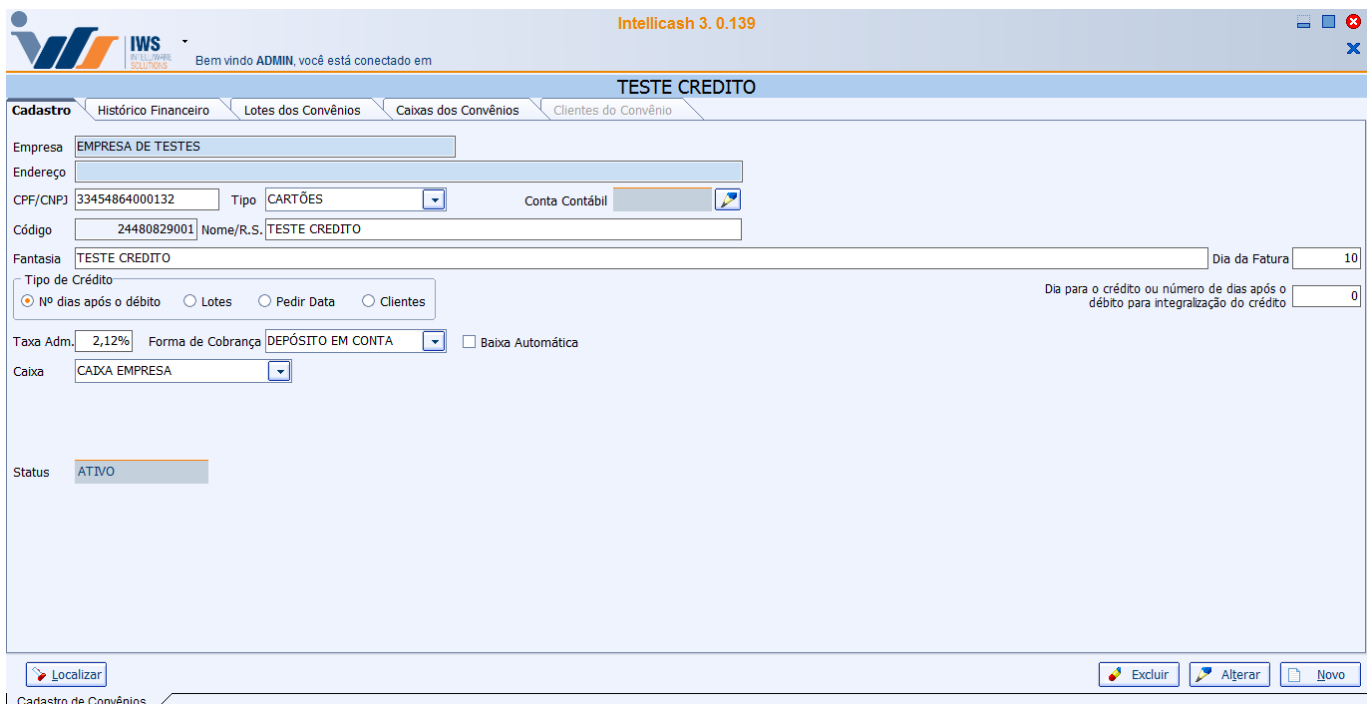 Intellicash 3. 0.139
IWS
INTELLIWARE
SOLUTIONS
Bem vindo ADMIN, você está conectado em
TESTE CREDITO
Cadastro Histórico Financeiro Lotes dos Convênios Caixas dos Convênios Clientes do Convênio
Empresa EMPRESA DE TESTES
Endereço
CPF/CNPJ 33454864000132 Tipo CARTÕES Conta Contábil
Código 24480829001 Nome/R.S. TESTE CREDITO
Fantasia TESTE CREDITO Dia da Fatura 10
Tipo de Crédito
Nº dias após o débito Lotes Pedir Data Clientes
Dia para o crédito ou número de dias após o
débito para integralização do crédito 0
Taxa Adm. 2,12% Forma de Cobrança DEPÓSITO EM CONTA Baixa Automática
Caixa CAIXA EMPRESA
Status ATIVO
Localizar Excluir Alterar Novo
Cadastro de Convênios